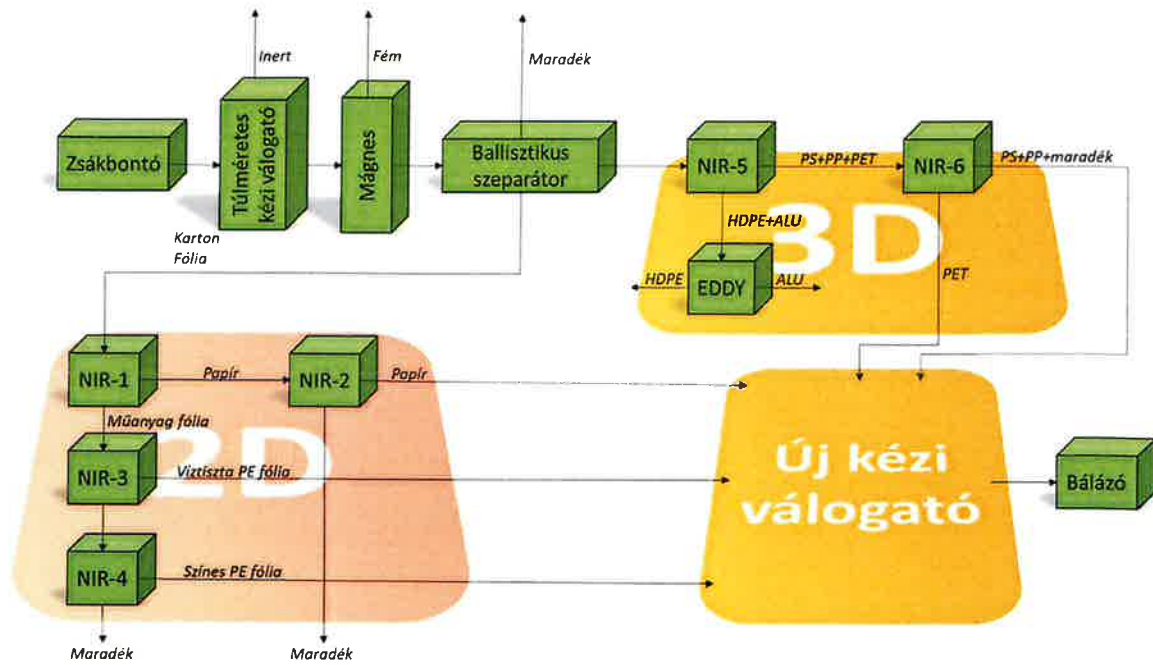 Inert
Fém
Maradék
Zsákbontó
Túlméretes
kézi válogató
Mágnes
Ballisztikus
szeparátor
NIR-5
PS+PP+PET
NIR-6
PS+PP+maradék
Karton
Fólia
HDPE+ALU
3D
HDPE
EDDY
ALU
PET
NIR-1
Papír
NIR-2
Papír
Műanyag fólia
2D
NIR-3
Víztiszta PE fólia
Új kézi
válogató
Bálázó
NIR-4
Színes PE fólia
Maradék
Maradék